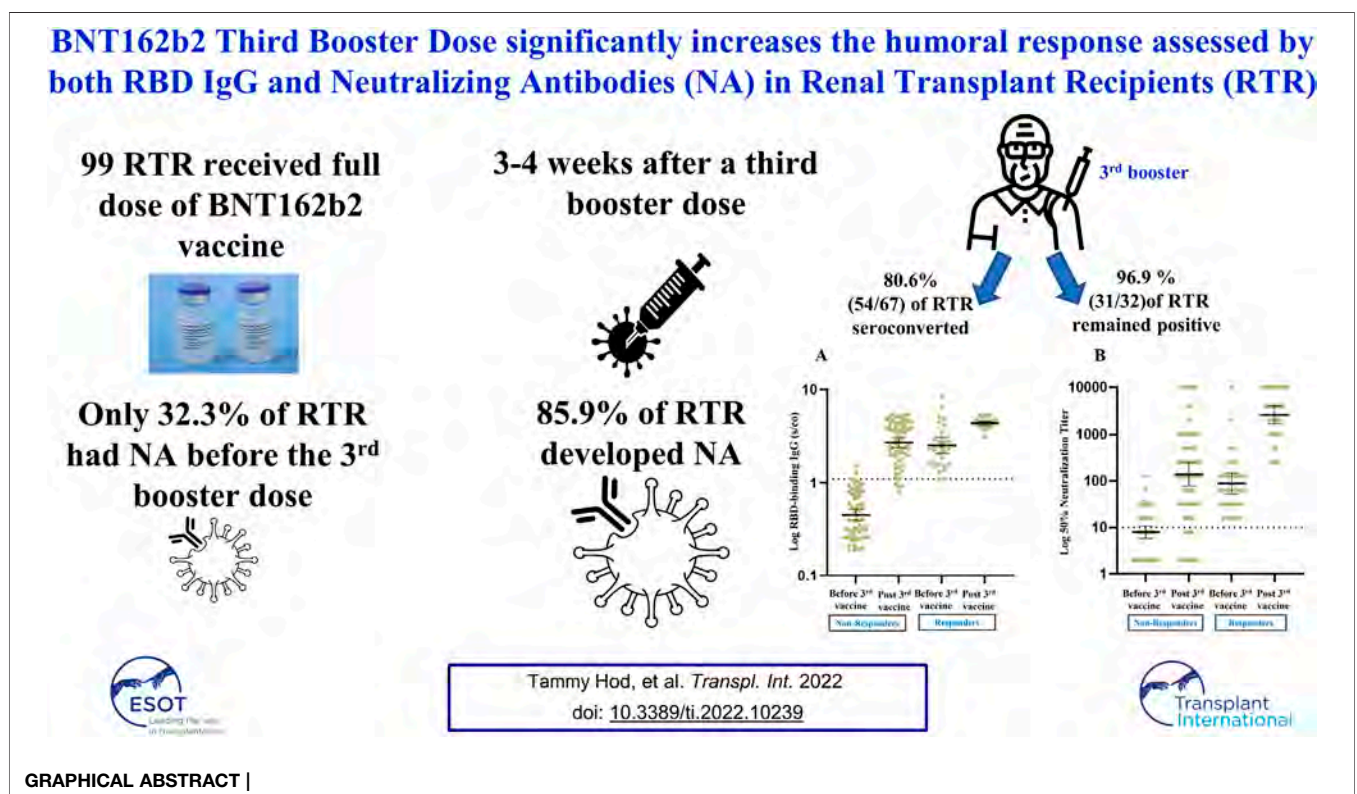 BNT162b2 Third Booster Dose significantly increases the humoral response assessed by
both RBD IgG and Neutralizing Antibodies (NA) in Renal Transplant Recipients (RTR)
99 RTR received full
dose of BNT162b2
vaccine
Only 32.3% of RTR
had NA before the 3rd
booster dose
3-4 weeks after a third
booster dose
85.9% of RTR
developed NA
3rd booster
80.6%
(54/67) of RTR
seroconverted
96.9 %
(31/32)of RTR
remained positive
A
Log RBD-binding IgG (s/co)
10
1
0.1
Before 3rd vaccine
Post 3rd vaccine
Before 3rd vaccine
Post 3rd vaccine
Non-Responders
Responders
B
Log 50% Neutralization Titer
10000
1000
100
10
1
Before 3rd vaccine
Post 3rd vaccine
Before 3rd vaccine
Post 3rd vaccine
Non-Responders
Responders
ESOT
Leading the way
in transplantation
Tammy Hod, et al. Transpl. Int. 2022
doi: 10.3389/ti.2022.10239
Transplant
International
GRAPHICAL ABSTRACT |